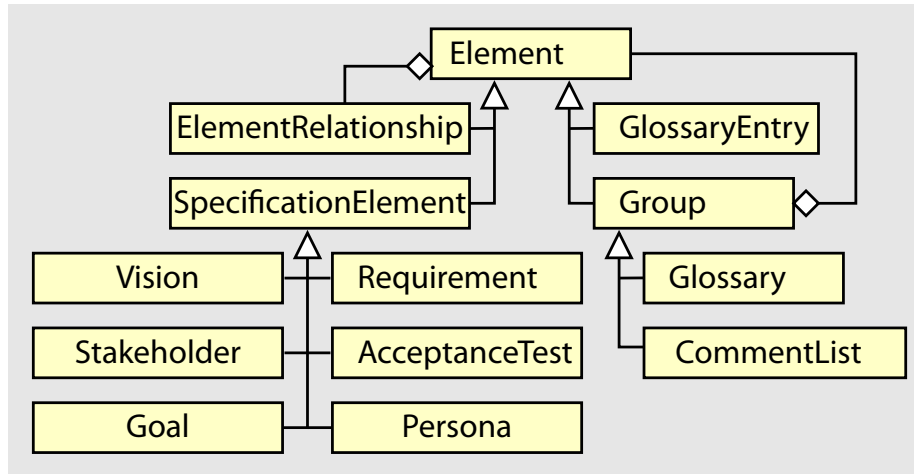 Element
ElementRelationship
GlossaryEntry
SpecificationElement
Group
Vision
Requirement
Glossary
Stakeholder
AcceptanceTest
CommentList
Goal
Persona